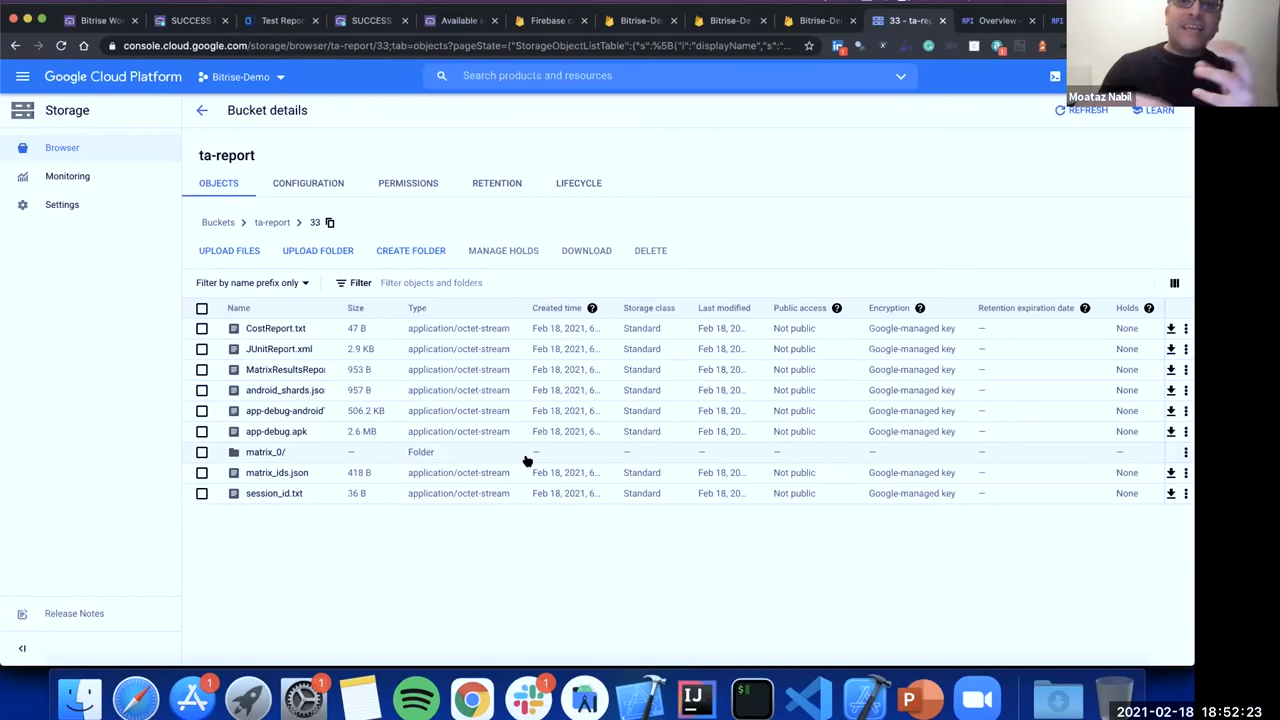 Bitrise Work
SUCCESS
Test Repor
SUCCESS
Available s
Firebase c
Bitrise-De
Bitrise-De
Bitrise-De
33 - ta-rep
API Overview -
API
console.cloud.google.com/storage/browser/ta-report/33;tab=objects?pageState=("StorageObjectListTable":("s":%5B("i":"displayName","s":"...
Google Cloud Platform
Bitrise-Demo
Search products and resources
Moataz Nabil
Storage
Bucket details
REFRESH
LEARN
Browser
Monitoring
Settings
ta-report
OBJECTS CONFIGURATION PERMISSIONS RETENTION LIFECYCLE
Buckets > ta-report > 33
UPLOAD FILES UPLOAD FOLDER CREATE FOLDER MANAGE HOLDS DOWNLOAD DELETE
Filter by name prefix only Filter Filter objects and folders
Name Size Type Created time Storage class Last modified Public access Encryption Retention expiration date Holds
CostReport.txt 47 B application/octet-stream Feb 18, 2021, 6... Standard Feb 18, 20... Not public Google-managed key — None
JUnitReport.xml 2.9 KB application/octet-stream Feb 18, 2021, 6... Standard Feb 18, 20... Not public Google-managed key — None
MatrixResultsRepo 953 B application/octet-stream Feb 18, 2021, 6... Standard Feb 18, 20... Not public Google-managed key — None
android_shards.jso 957 B application/octet-stream Feb 18, 2021, 6... Standard Feb 18, 20... Not public Google-managed key — None
app-debug-android 506.2 KB application/octet-stream Feb 18, 2021, 6... Standard Feb 18, 20... Not public Google-managed key — None
app-debug.apk 2.6 MB application/octet-stream Feb 18, 2021, 6... Standard Feb 18, 20... Not public Google-managed key — None
matrix_0/ — Folder — — — — — — —
matrix_ids.json 418 B application/octet-stream Feb 18, 2021, 6... Standard Feb 18, 20... Not public Google-managed key — None
session_id.txt 36 B application/octet-stream Feb 18, 2021, 6... Standard Feb 18, 20... Not public Google-managed key — None
Release Notes
1
1
1
2021-02-18 18:52:23